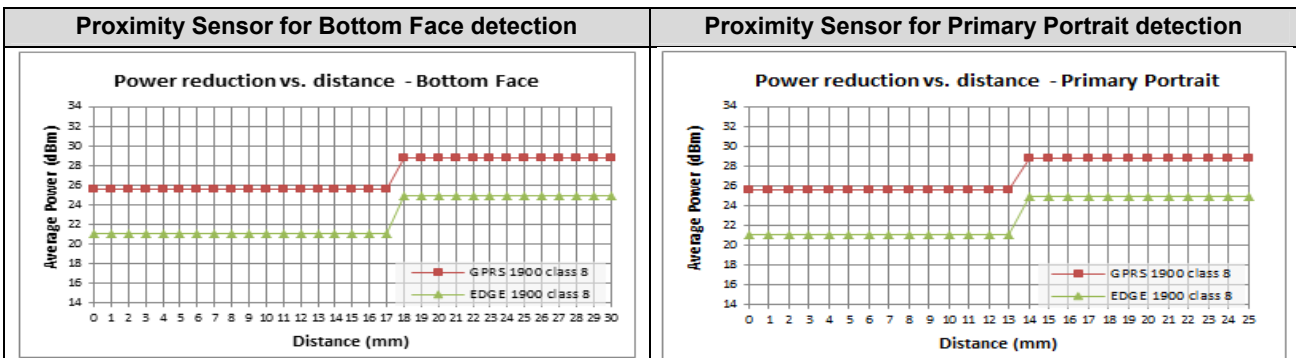 Proximity Sensor for Bottom Face detection
Proximity Sensor for Primary Portrait detection
Power reduction vs. distance - Bottom Face
Average Power (dBm)
34
32
30
28
26
24
22
20
18
16
14
GPRS 1900 class 8
EDGE 1900 class 8
0 1 2 3 4 5 6 7 8 9 10 11 12 13 14 15 16 17 18 19 20 21 22 23 24 25 26 27 28 29 30
Distance (mm)
Power reduction vs. distance - Primary Portrait
Average Power (dBm)
34
32
30
28
26
24
22
20
18
16
14
GPRS 1900 class 8
EDGE 1900 class 8
0 1 2 3 4 5 6 7 8 9 10 11 12 13 14 15 16 17 18 19 20 21 22 23 24 25
Distance (mm)